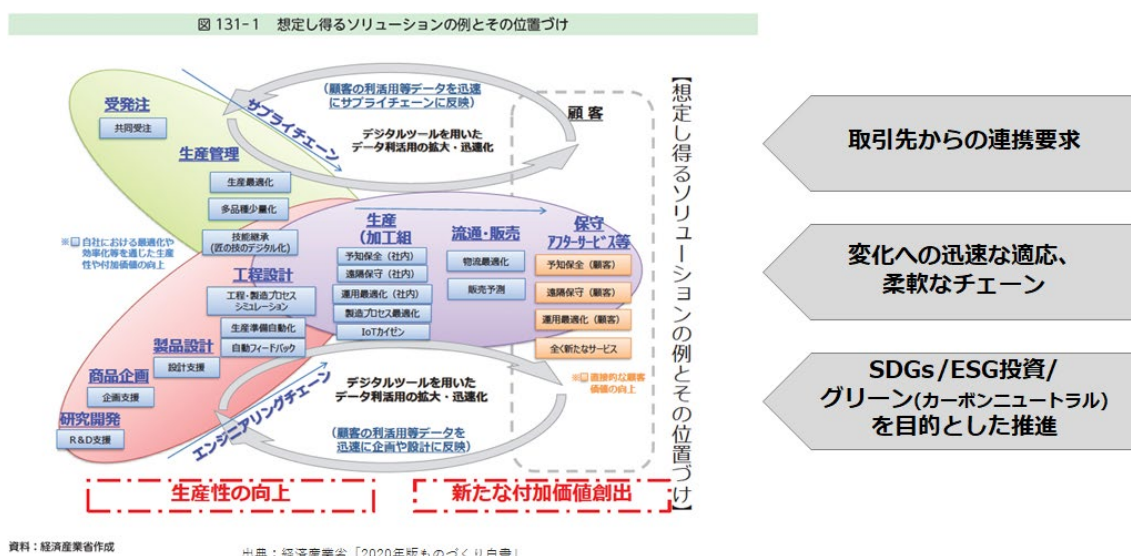 図 131-1 想定し得るソリューションの例とその位置づけ
受発注
共同受注
生産管理
生産最適化
多品種少量化
技能継承
(匠の技のデジタル化)
サプライチェーン
(顧客の利活用等データを迅速
にサプライチェーンに反映)
デジタルツールを用いた
データ利活用の拡大・迅速化
顧客
※□自社における最適化や
効率化等を通じた生産
性や付加価値の向上
工程設計
工程・製造プロセス
シミュレーション
生産準備自動化
自動フィードバック
製品設計
設計支援
商品企画
企画支援
研究開発
R&D支援
エンジニアリングチェーン
生産
(加工組
予知保全(社内)
遠隔保守(社内)
運用最適化(社内)
製造プロセス最適化
IoTカイゼン
流通・販売
物流最適化
販売予測
保守
アフターサービス等
予知保全(顧客)
遠隔保守(顧客)
運用最適化(顧客)
全く新たなサービス
※□直接的な顧客
価値の向上
デジタルツールを用いた
データ利活用の拡大・迅速化
(顧客の利活用等データを
迅速に企画や設計に反映)
生産性の向上
新たな付加価値創出
【想定し得るソリューションの例とその位置づけ】
取引先からの連携要求
変化への迅速な適応、
柔軟なチェーン
SDGs/ESG投資/
グリーン(カーボンニュートラル)
を目的とした推進
資料:経済産業省作成
出典:経済産業省「2020年版ものづくり白書」